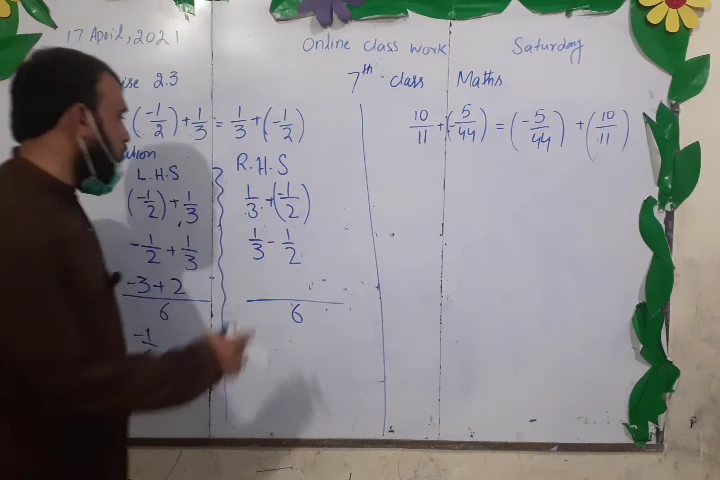 17 April, 2021 Online class work Saturday
ise 2.3 7th class Maths
(-1/2) + 1/3 = 1/3 + (-1/2)
10/11 + (-5/44) = (-5/44) + (10/11)
ution
L.H.S
(-1/2) + 1/3
-1/2 + 1/3
-3+2/6
-1/
R.H.S
1/3 + (-1/2)
1/3 - 1/2
/6